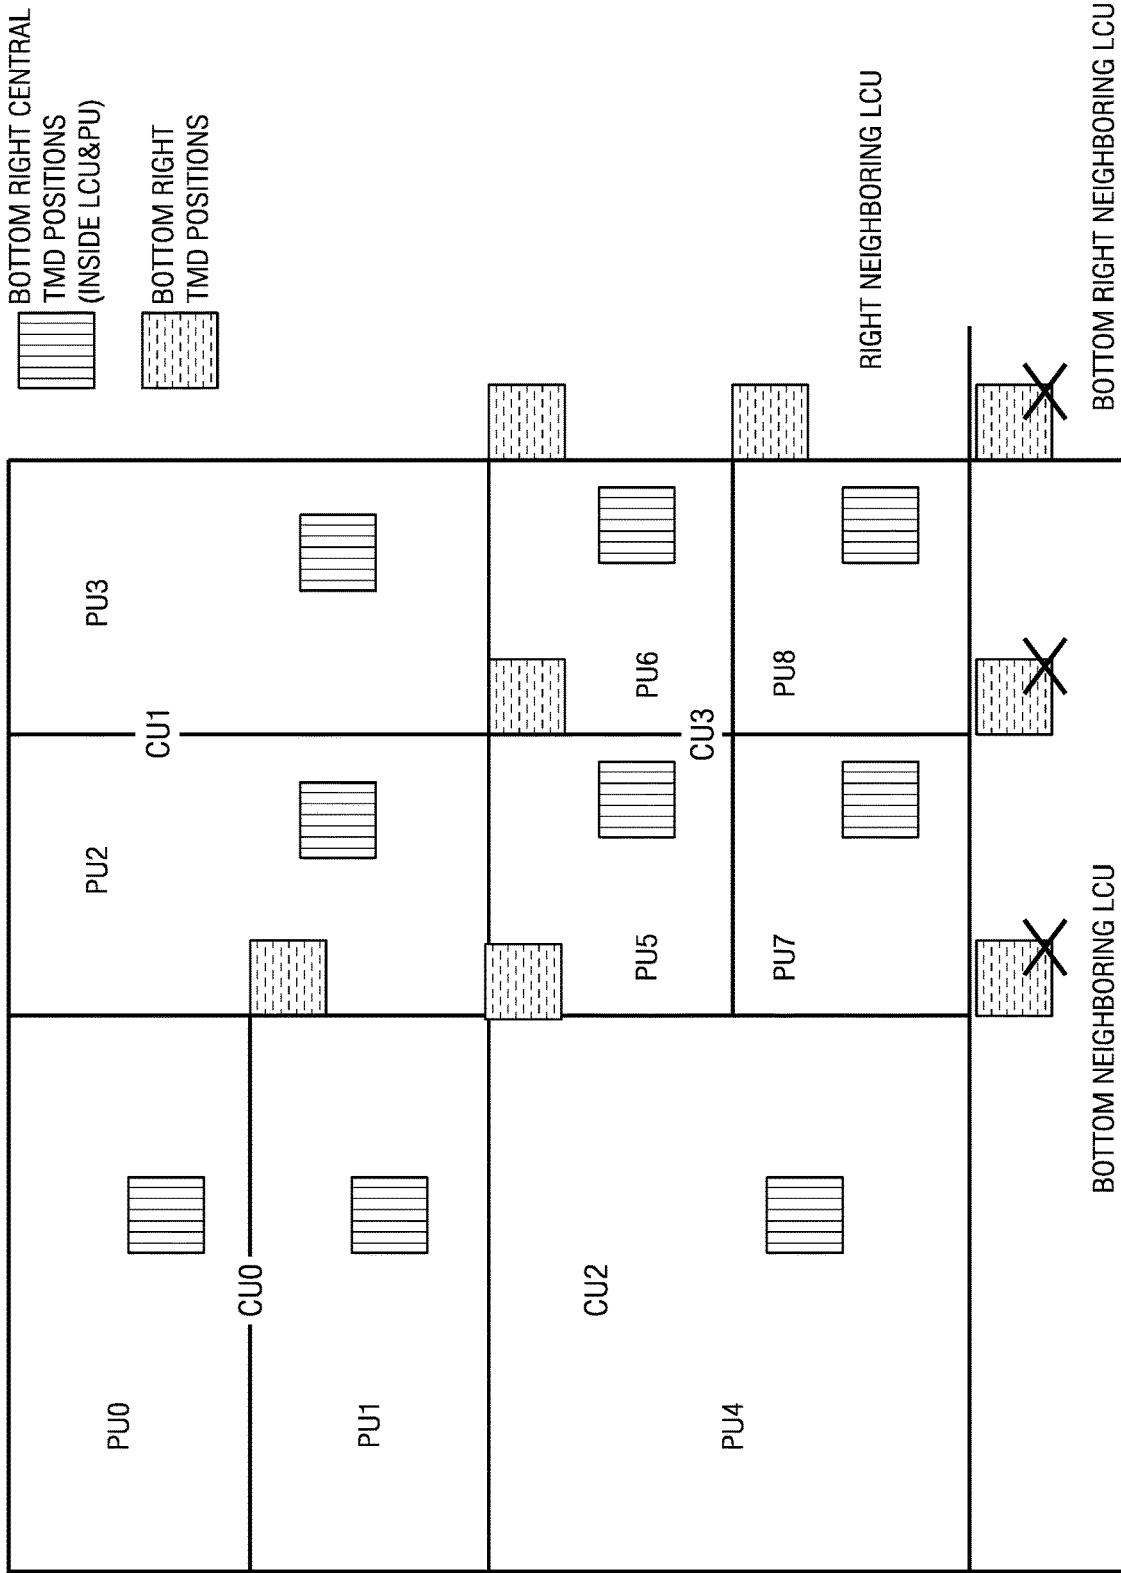 BOTTOM RIGHT CENTRAL
TMD POSITIONS
(INSIDE LCU&PU)
BOTTOM RIGHT
TMD POSITIONS
PU0
PU2
PU3
CU1
CU0
PU1
CU2
PU5
PU6
CU3
PU4
PU7
PU8
RIGHT NEIGHBORING LCU
BOTTOM NEIGHBORING LCU
BOTTOM RIGHT NEIGHBORING LCU